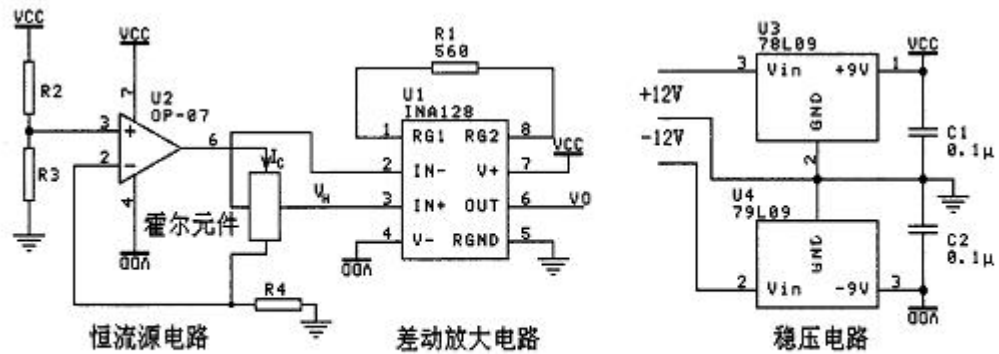 VCC
R2
R3
VCC
7
U2
OP-07
3
+
2
-
6
4
VDD
I_C
霍尔元件
V_H
R4
恒流源电路
R1
560
U1
INA128
1
RG1
RG2
8
VCC
2
IN-
V+
7
3
IN+
OUT
6
VO
4
V-
RGND
5
VDD
差动放大电路
U3
78L09
3
Vin
+9V
1
VCC
GND
2
+12V
-12V
C1
0.1μ
U4
79L09
GND
2
Vin
-9V
3
C2
0.1μ
VDD
稳压电路